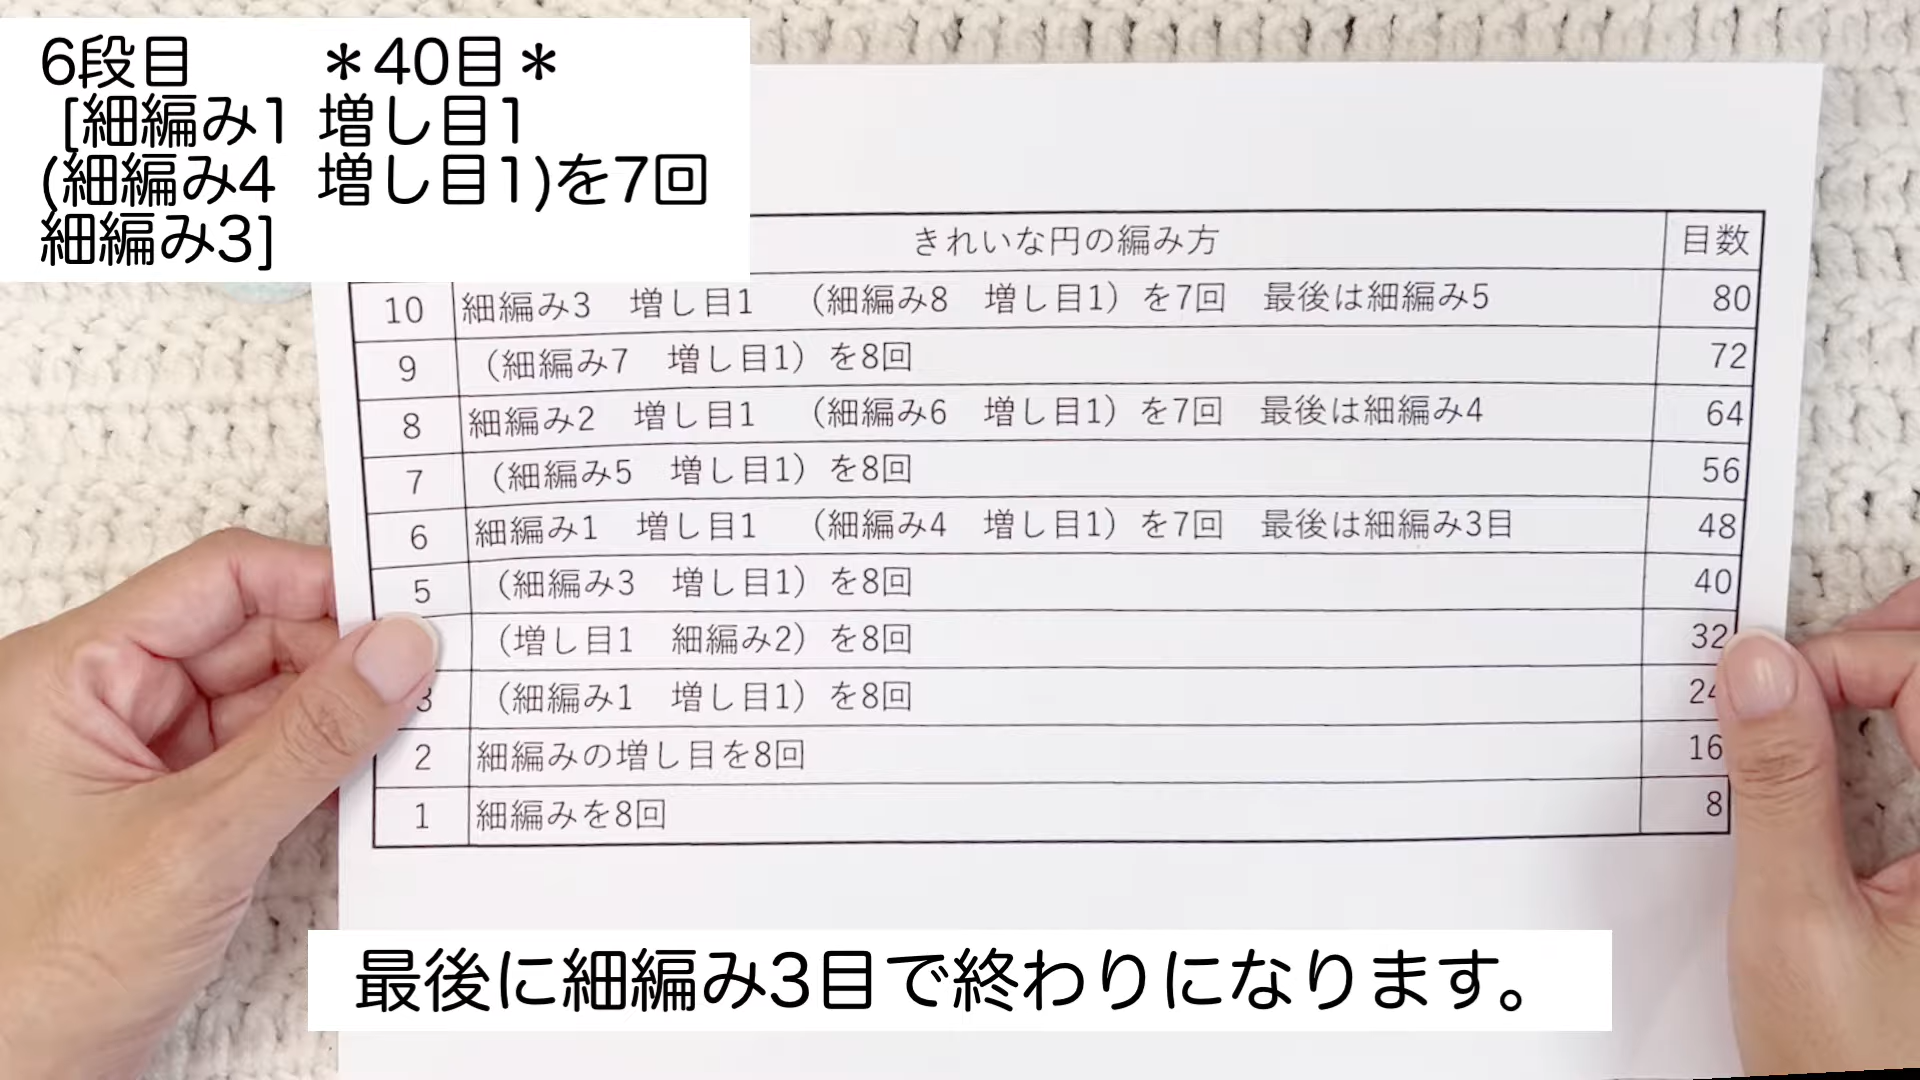 6段目 ＊40目＊
[細編み1 増し目1
(細編み4 増し目1)を7回
細編み3]
きれいな円の編み方 目数
10 細編み3 増し目1 （細編み8 増し目1）を7回 最後は細編み5 80
9 （細編み7 増し目1）を8回 72
8 細編み2 増し目1 （細編み6 増し目1）を7回 最後は細編み4 64
7 （細編み5 増し目1）を8回 56
6 細編み1 増し目1 （細編み4 増し目1）を7回 最後は細編み3目 48
5 （細編み3 増し目1）を8回 40
（増し目1 細編み2）を8回 32
3 （細編み1 増し目1）を8回 24
2 細編みの増し目を8回 16
1 細編みを8回 8
最後に細編み3目で終わりになります。